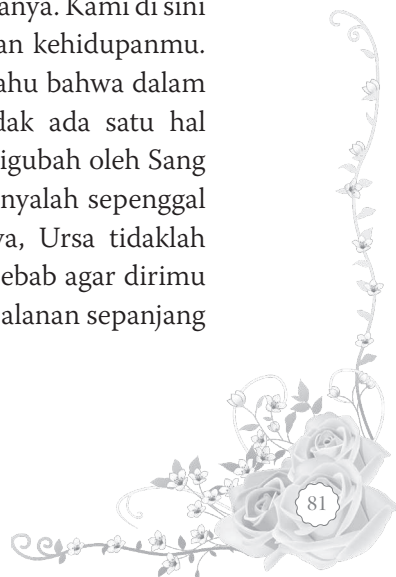 anya. Kami di sini
an kehidupanmu.
ahu bahwa dalam
dak ada satu hal
igubah oleh Sang
nyalah sepenggal
va, Ursa tidaklah
ebab agar dirimu
alanan sepanjang
81